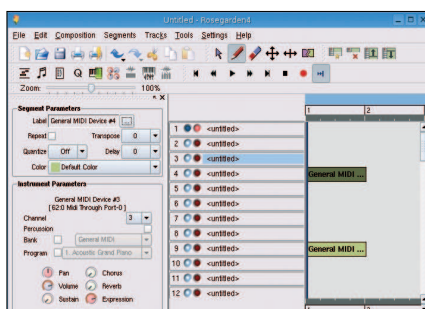 Untitled - Rosegarden4
File Edit Composition Segments Tracks Tools Settings Help
Zoom: 100%
Segment Parameters
Label General MIDI Device #4 ...
Repeat Transpose 0
Quantize Off Delay 0
Color Default Color
Instrument Parameters
General MIDI Device #3
[ 62:0 Midi Through Port-0 ]
Channel 3
Percussion
Bank General MIDI
Program 1. Acoustic Grand Piano
Pan Chorus
Volume Reverb
Sustain Expression
1 2
1 <untitled>
2 <untitled>
3 <untitled>
4 <untitled> General MIDI ...
5 <untitled>
6 <untitled>
7 <untitled>
8 <untitled>
9 <untitled> General MIDI ...
10 <untitled>
11 <untitled>
12 <untitled>